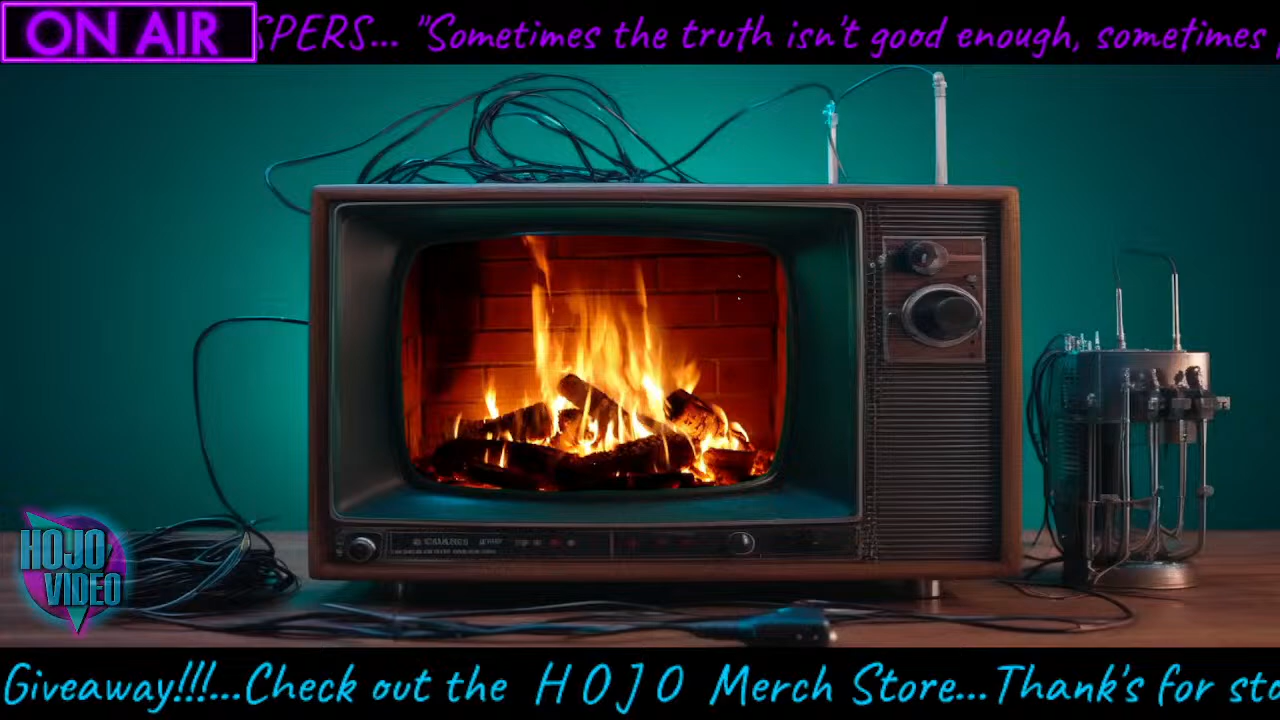 ON AIR
SPERS... "Sometimes the truth isn't good enough, sometimes
HOJO
VIDEO
Giveaway!!!...Check out the HOJO Merch Store...Thank's for sto